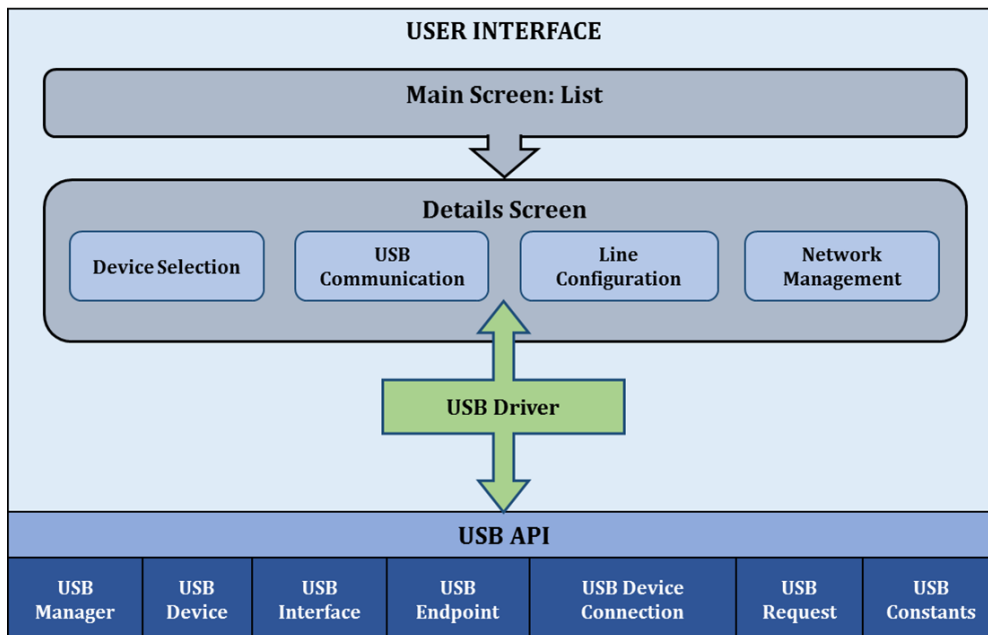 USER INTERFACE
Main Screen: List
Details Screen
Device Selection
USB
Communication
Line
Configuration
Network
Management
USB Driver
USB API
USB
Manager
USB
Device
USB
Interface
USB
Endpoint
USB Device
Connection
USB
Request
USB
Constants